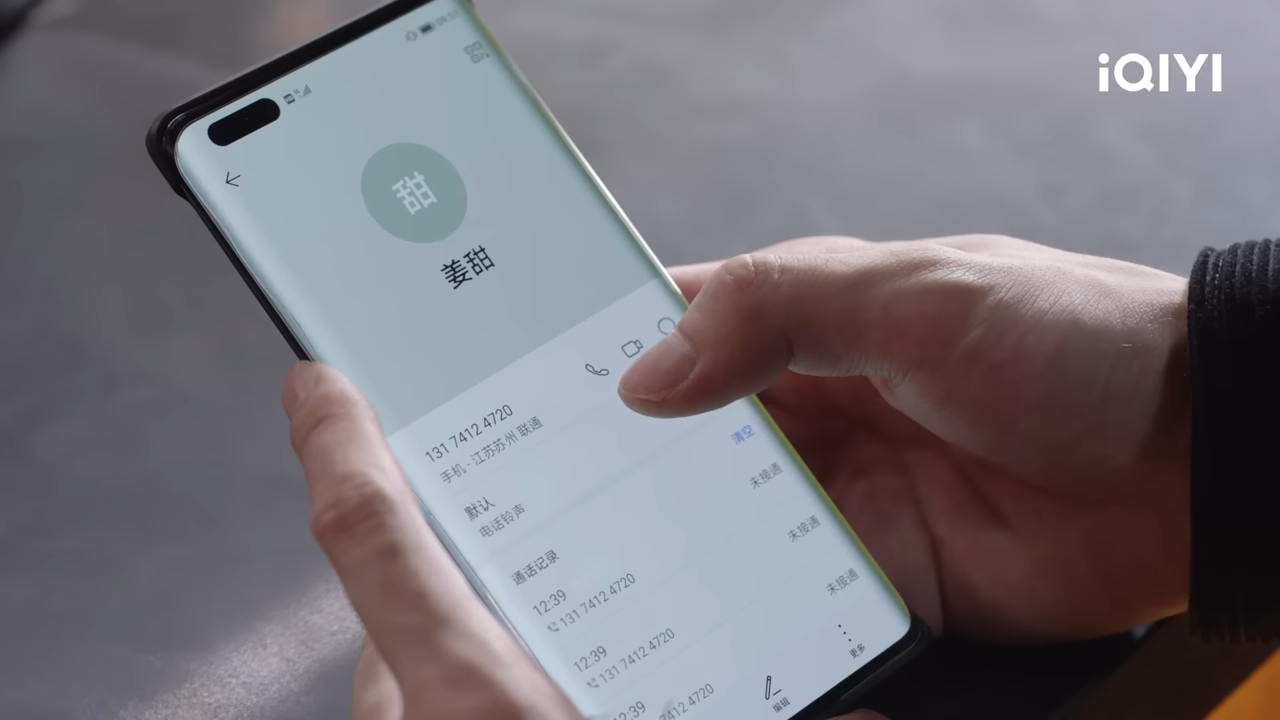 iQIYI
甜
姜甜
131 7412 4720
手机 - 江苏苏州 联通
默认
电话铃声
清空
通话记录
未接通
12:39
131 7412 4720
未接通
12:39
131 7412 4720
未接通
12:39
7412 4720
编辑
更多